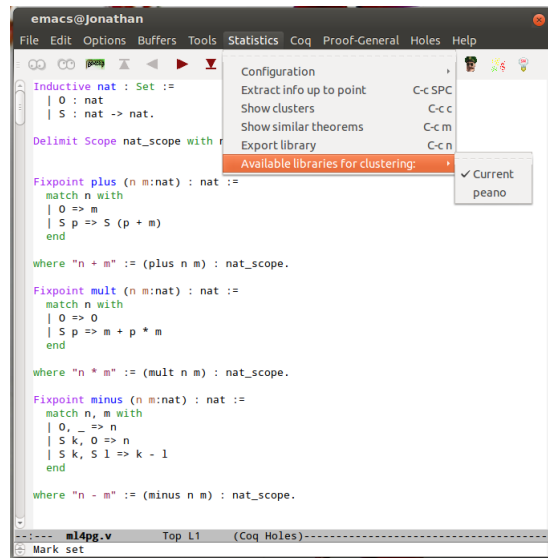 emacs@Jonathan
File Edit Options Buffers Tools Statistics Coq Proof-General Holes Help
Configuration
Extract info up to point C-c SPC
Show clusters C-c c
Show similar theorems C-c m
Export library C-c n
Available libraries for clustering:
✓ Current
peano
Inductive nat : Set :=
| O : nat
| S : nat -> nat.
Delimit Scope nat_scope with
Fixpoint plus (n m:nat) : nat :=
match n with
| O => m
| S p => S (p + m)
end
where "n + m" := (plus n m) : nat_scope.
Fixpoint mult (n m:nat) : nat :=
match n with
| O => O
| S p => m + p * m
end
where "n * m" := (mult n m) : nat_scope.
Fixpoint minus (n m:nat) : nat :=
match n, m with
| O, _ => n
| S k, O => n
| S k, S l => k - l
end
where "n - m" := (minus n m) : nat_scope.
--:--- ml4pg.v Top L1 (Coq Holes)----------------------------
Mark set